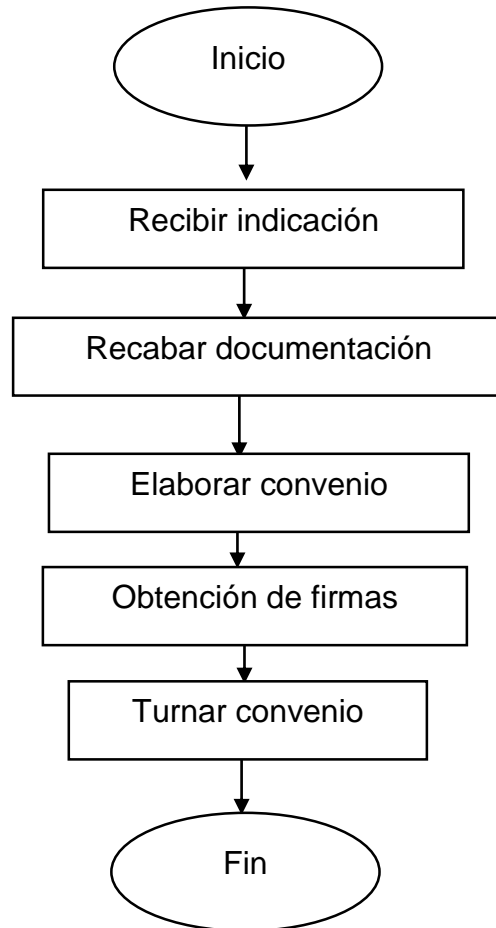 Inicio
Recibir indicación
Recabar documentación
Elaborar convenio
Obtención de firmas
Turnar convenio
Fin